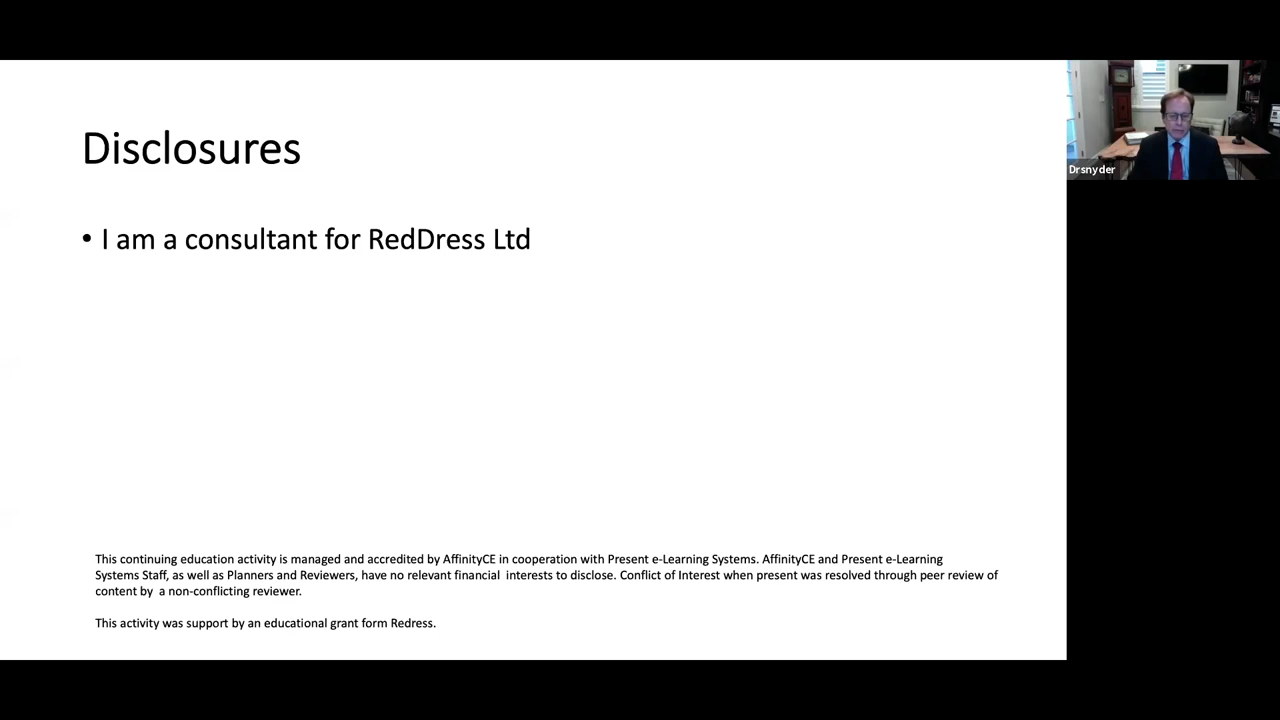 Disclosures
• I am a consultant for RedDress Ltd
This continuing education activity is managed and accredited by AffinityCE in cooperation with Present e-Learning Systems. AffinityCE and Present e-Learning
Systems Staff, as well as Planners and Reviewers, have no relevant financial interests to disclose. Conflict of Interest when present was resolved through peer review of
content by a non-conflicting reviewer.
This activity was support by an educational grant form Redress.
Drsnyder